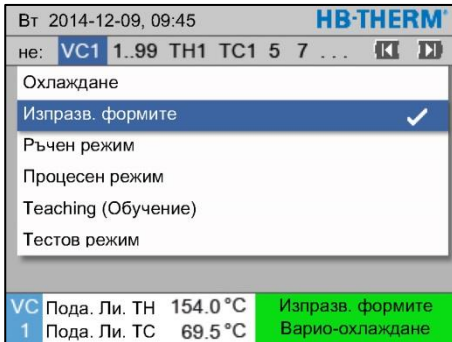 Вт 2014-12-09, 09:45 HB-THERM®
не: VC1 1..99 TH1 TC1 5 7 ...
Охлаждане
Изпразв. формите
Ръчен режим
Процесен режим
Teaching (Обучение)
Тестов режим
VC Пода. Ли. TH 154.0 °C Изпразв. формите
1 Пода. Ли. TC 69.5 °C Варио-охлаждане